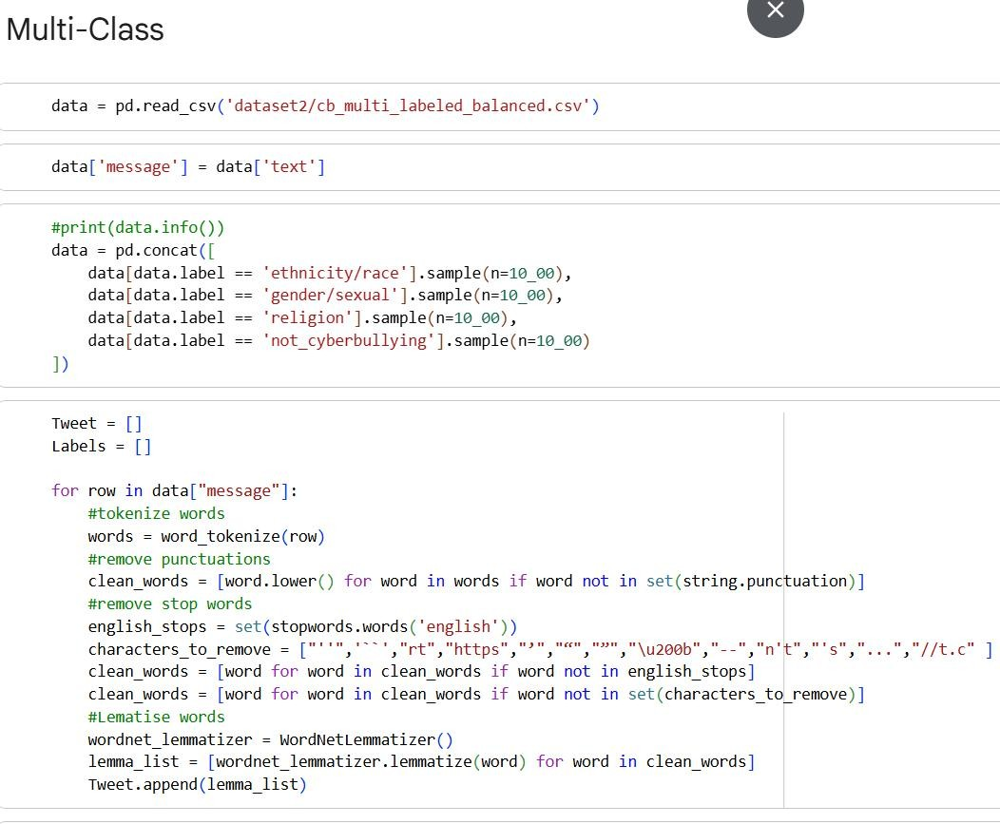 Multi-Class
data = pd.read_csv('dataset2/cb_multi_labeled_balanced.csv')
data['message'] = data['text']
#print(data.info())
data = pd.concat([
    data[data.label == 'ethnicity/race'].sample(n=10_00),
    data[data.label == 'gender/sexual'].sample(n=10_00),
    data[data.label == 'religion'].sample(n=10_00),
    data[data.label == 'not_cyberbullying'].sample(n=10_00)
])
Tweet = []
Labels = []
for row in data["message"]:
    #tokenize words
    words = word_tokenize(row)
    #remove punctuations
    clean_words = [word.lower() for word in words if word not in set(string.punctuation)]
    #remove stop words
    english_stops = set(stopwords.words('english'))
    characters_to_remove = ["''",'``',"rt","https","’","“","”","\u200b","--","n't","'s","...","//t.c" ]
    clean_words = [word for word in clean_words if word not in english_stops]
    clean_words = [word for word in clean_words if word not in set(characters_to_remove)]
    #Lematise words
    wordnet_lemmatizer = WordNetLemmatizer()
    lemma_list = [wordnet_lemmatizer.lemmatize(word) for word in clean_words]
    Tweet.append(lemma_list)